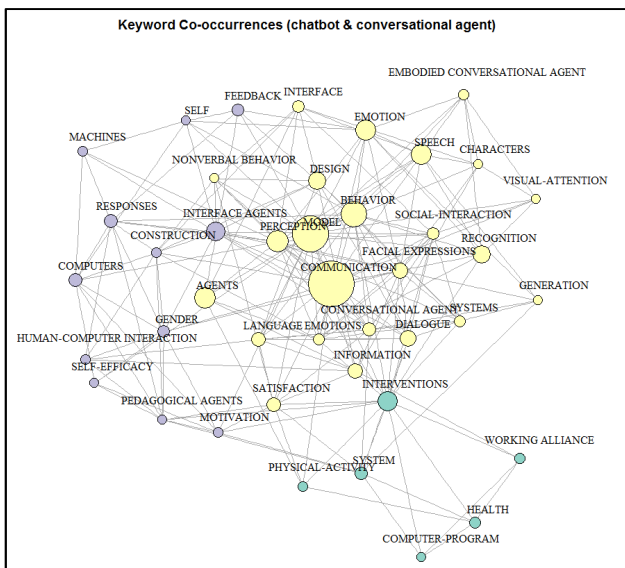 Keyword Co-occurrences (chatbot & conversational agent)
EMBODIED CONVERSATIONAL AGENT
INTERFACE
FEEDBACK
SELF
EMOTION
MACHINES
SPEECH
NONVERBAL BEHAVIOR
CHARACTERS
DESIGN
VISUAL-ATTENTION
BEHAVIOR
RESPONSES
INTERFACE AGENTS
SOCIAL-INTERACTION
MODEL
PERCEPTION
CONSTRUCTION
RECOGNITION
FACIAL EXPRESSIONS
COMPUTERS
COMMUNICATION
AGENTS
GENERATION
CONVERSATIONAL AGENT
SYSTEMS
GENDER
LANGUAGE
EMOTIONS
DIALOGUE
HUMAN-COMPUTER INTERACTION
INFORMATION
SELF-EFFICACY
SATISFACTION
INTERVENTIONS
PEDAGOGICAL AGENTS
MOTIVATION
WORKING ALLIANCE
SYSTEM
PHYSICAL-ACTIVITY
HEALTH
COMPUTER-PROGRAM